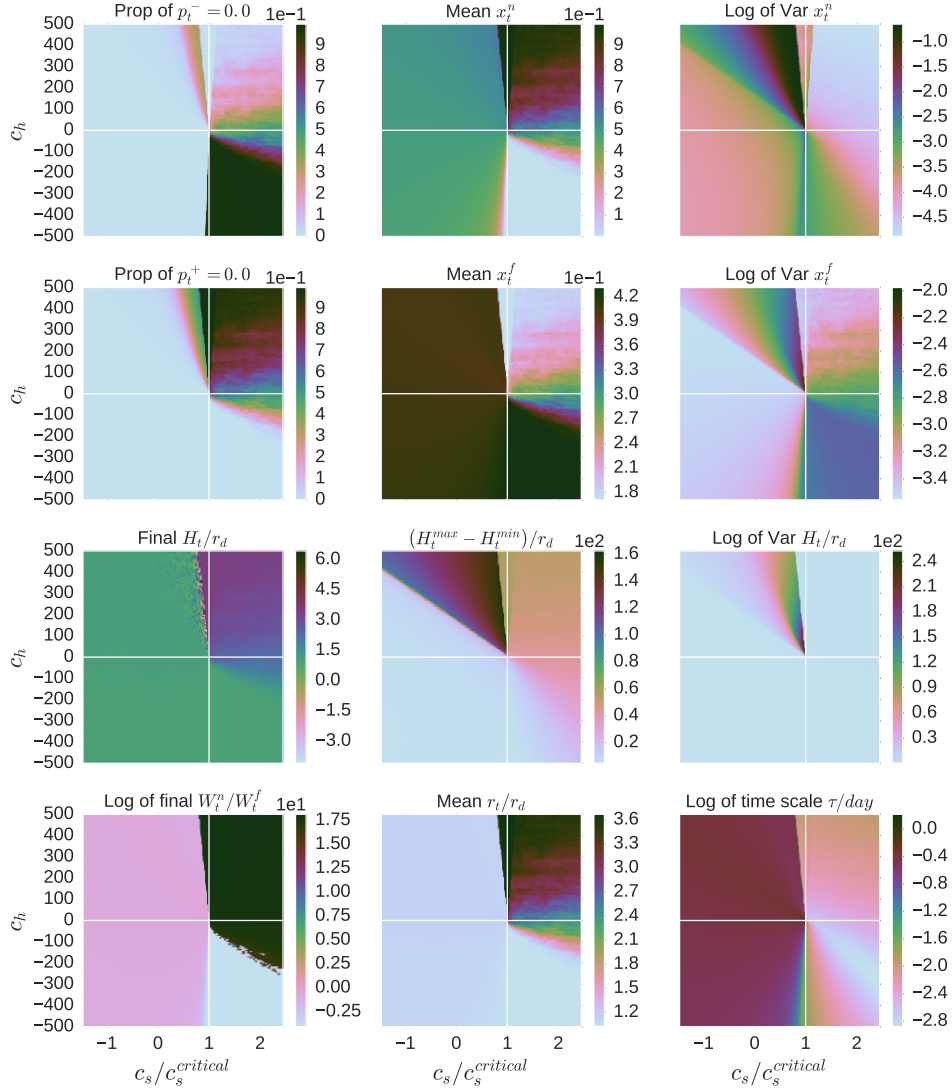 Prop of $p_t^- = 0.0$ 1e−1 Mean $x_t^n$ 1e−1 Log of Var $x_t^n$
500 400 300 200 100 0 −100 −200 −300 −400 −500
$c_h$
9 8 7 6 5 4 3 2 1 0
9 8 7 6 5 4 3 2 1
−1.0 −1.5 −2.0 −2.5 −3.0 −3.5 −4.0 −4.5
Prop of $p_t^+ = 0.0$ 1e−1 Mean $x_t^f$ 1e−1 Log of Var $x_t^f$
500 400 300 200 100 0 −100 −200 −300 −400 −500
$c_h$
9 8 7 6 5 4 3 2 1 0
4.2 3.9 3.6 3.3 3.0 2.7 2.4 2.1 1.8
−2.0 −2.2 −2.4 −2.6 −2.8 −3.0 −3.2 −3.4
Final $H_t/r_d$ $(H_t^{max} - H_t^{min})/r_d$ 1e2 Log of Var $H_t/r_d$ 1e2
500 400 300 200 100 0 −100 −200 −300 −400 −500
$c_h$
6.0 4.5 3.0 1.5 0.0 −1.5 −3.0
1.6 1.4 1.2 1.0 0.8 0.6 0.4 0.2
2.4 2.1 1.8 1.5 1.2 0.9 0.6 0.3
Log of final $W_t^n/W_t^f$ 1e1 Mean $r_t/r_d$ Log of time scale $\tau/day$
500 400 300 200 100 0 −100 −200 −300 −400 −500
$c_h$
1.75 1.50 1.25 1.00 0.75 0.50 0.25 0.00 −0.25
3.6 3.3 3.0 2.7 2.4 2.1 1.8 1.5 1.2
0.0 −0.4 −0.8 −1.2 −1.6 −2.0 −2.4 −2.8
−1 0 1 2 −1 0 1 2 −1 0 1 2
$c_s/c_s^{critical}$ $c_s/c_s^{critical}$ $c_s/c_s^{critical}$